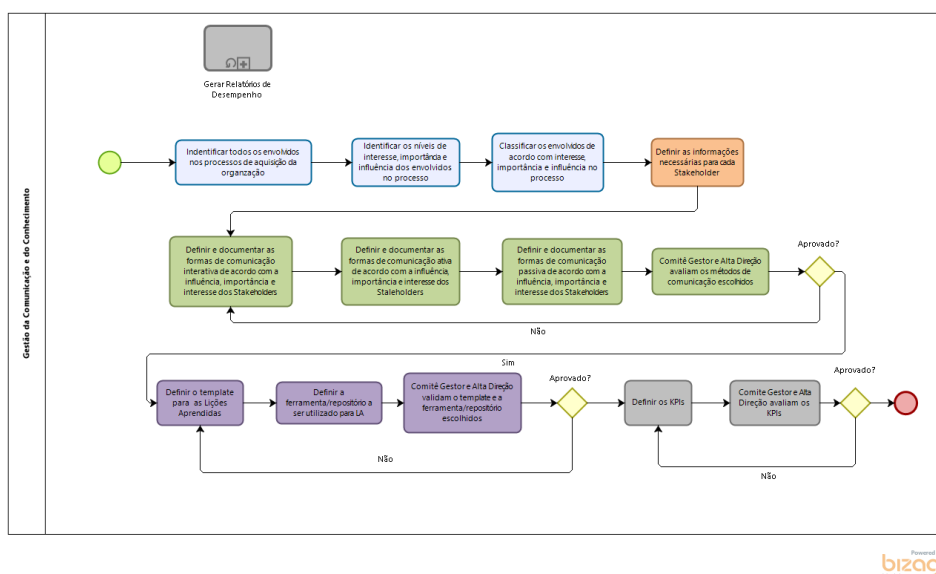 Gestão da Comunicação e do Conhecimento
Gerar Relatórios de
Desempenho
Indentificar todos os envolvidos
nos processos de aquisição da
organzação
Identificar os níveis de
interesse, importância e
influência dos envolvidos
no processo
Classificar os envolvidos de
acordo com interesse,
importância e influência no
processo
Definir as informações
necessárias para cada
Stakeholder
Definir e documentar as
formas de comunicação
interativa de acordo com a
influência, importância e
interesse dos Stakeholders
Definir e documentar as
formas de comunicação ativa
de acordo com a influência,
importância e interesse dos
Staleholders
Definir e documentar as
formas de comunicação
passiva de acordo com a
influência, importância e
interesse dos Stakeholders
Comitê Gestor e Alta Direção
avaliam os métodos de
comunicação escolhidos
Aprovado?
Não
Sim
Definir o template
para as Lições
Aprendidas
Definir a
ferramenta/repositório a
ser utilizado para LA
Comitê Gestor e Alta Direção
validam o template e a
ferramenta/repositório
escolhidos
Aprovado?
Não
Definir os KPIs
Comite Gestor e Alta
Direção avaliam os
KPIs
Aprovado?
Não
Powered
bizag